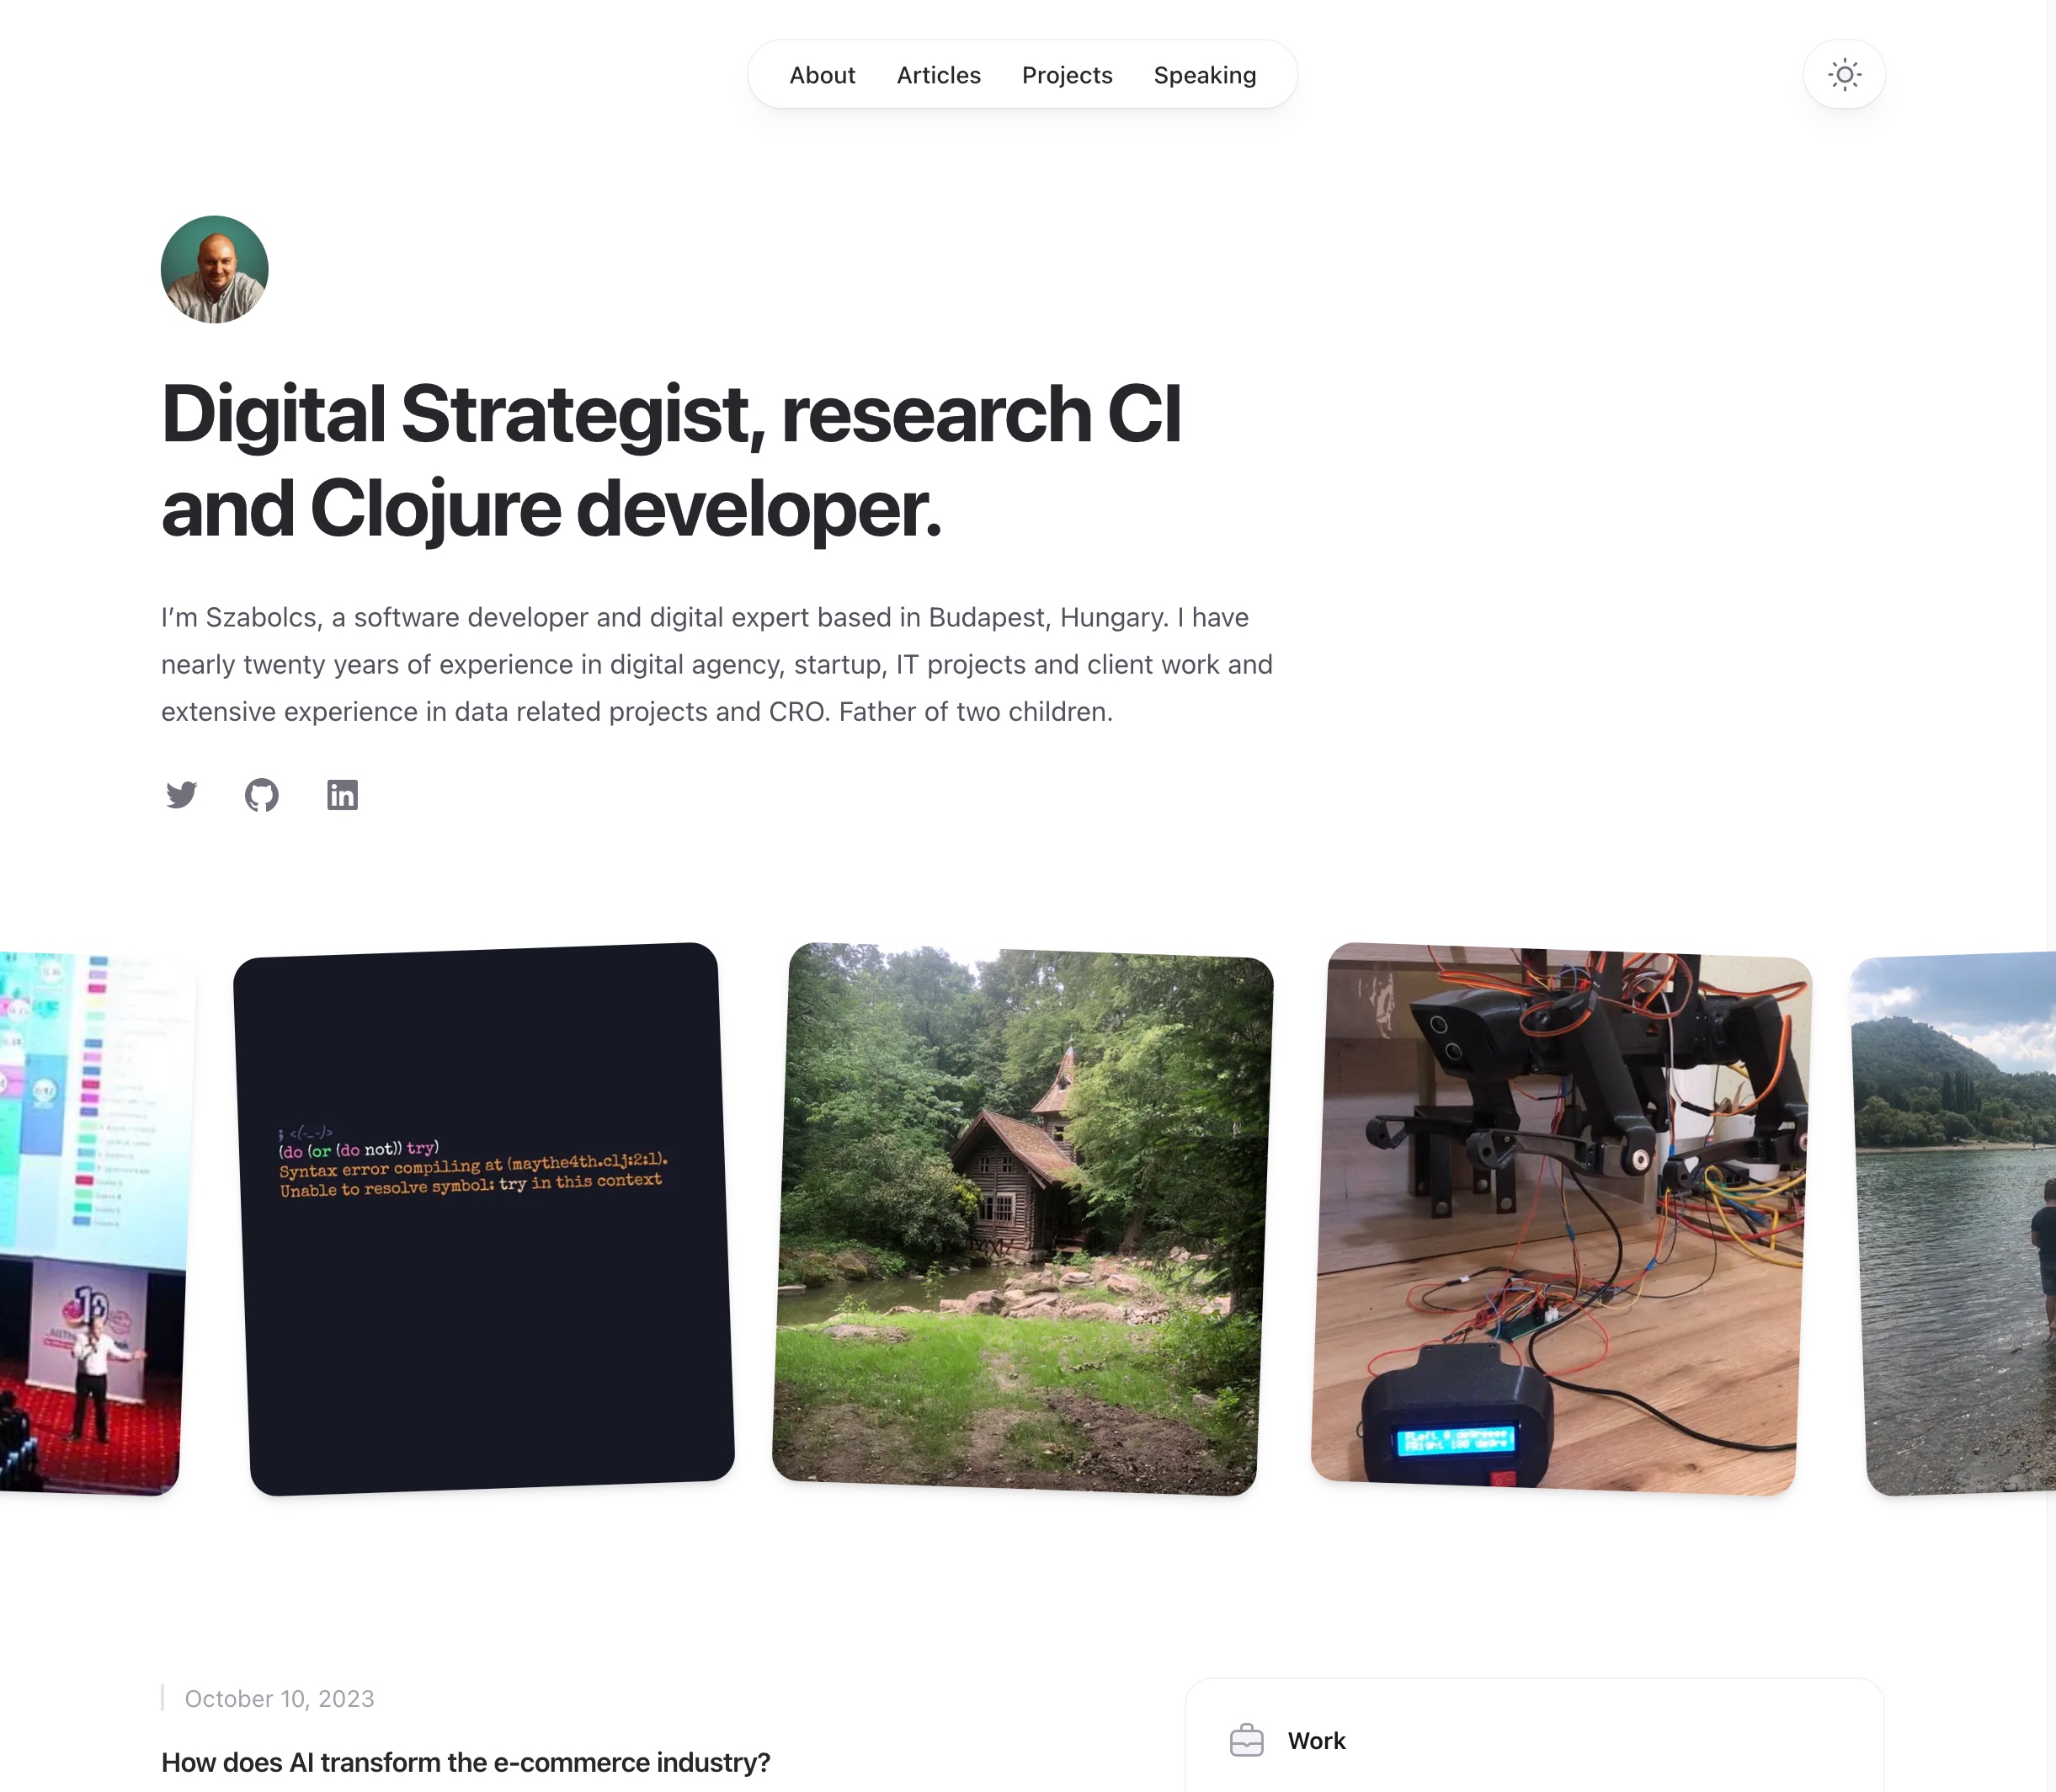 About Articles Projects Speaking
Digital Strategist, research CI
and Clojure developer.
I’m Szabolcs, a software developer and digital expert based in Budapest, Hungary. I have
nearly twenty years of experience in digital agency, startup, IT projects and client work and
extensive experience in data related projects and CRO. Father of two children.
in
; <(-_-)>
(do (or (do not)) try)
Syntax error compiling at (maythe4th.clj:2:1).
Unable to resolve symbol: try in this context
October 10, 2023
How does AI transform the e-commerce industry?
Work